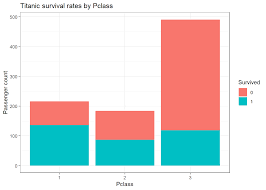 Titanic survival rates by Pclass
500
400
300
200
100
0
Passenger count
1 2 3
Pclass
Survived
0
1